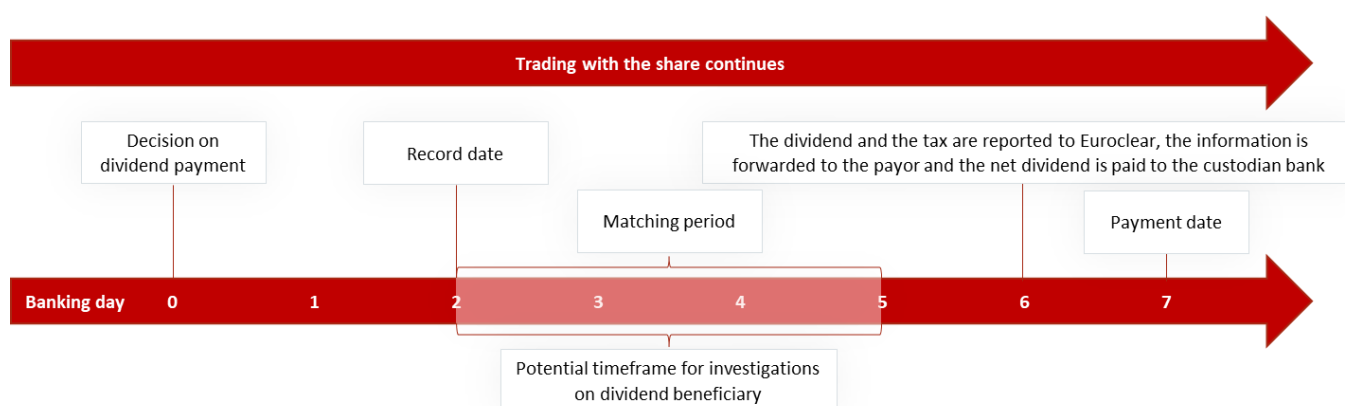 Trading with the share continues
Decision on
dividend payment
Record date
The dividend and the tax are reported to Euroclear, the information is
forwarded to the payor and the net dividend is paid to the custodian bank
Matching period
Payment date
Banking day 0 1 2 3 4 5 6 7
Potential timeframe for investigations
on dividend beneficiary